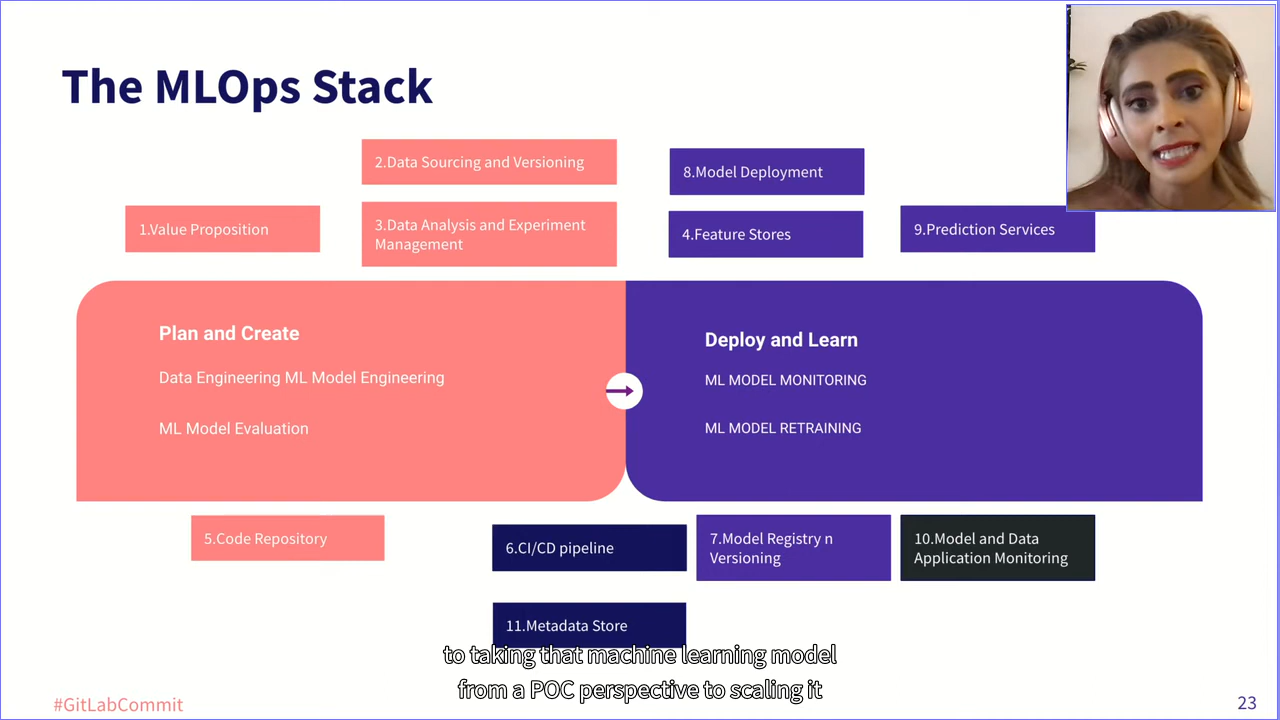 The MLOps Stack
2.Data Sourcing and Versioning
8.Model Deployment
1.Value Proposition
3.Data Analysis and Experiment
Management
4.Feature Stores
9.Prediction Services
Plan and Create
Data Engineering ML Model Engineering
ML Model Evaluation
Deploy and Learn
ML MODEL MONITORING
ML MODEL RETRAINING
5.Code Repository
6.CI/CD pipeline
7.Model Registry n
Versioning
10.Model and Data
Application Monitoring
11.Metadata Store
to taking that machine learning model
from a POC perspective to scaling it
#GitLabCommit
23